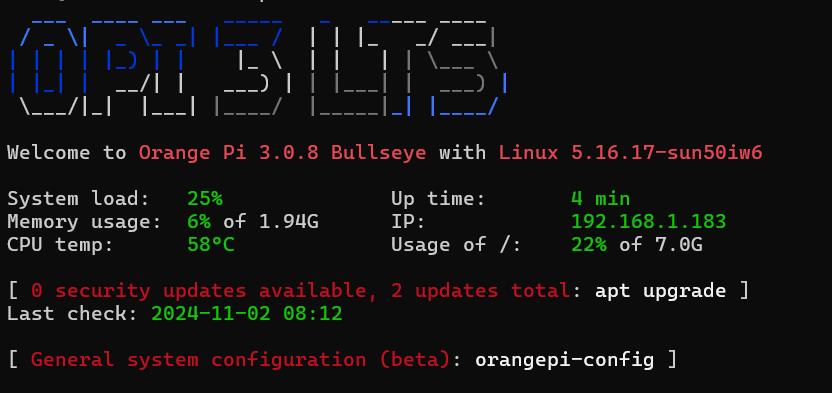 OPI 3 LTS
Welcome to Orange Pi 3.0.8 Bullseye with Linux 5.16.17-sun50iw6
System load: 25% Up time: 4 min
Memory usage: 6% of 1.94G IP: 192.168.1.183
CPU temp: 58°C Usage of /: 22% of 7.0G
[ 0 security updates available, 2 updates total: apt upgrade ]
Last check: 2024-11-02 08:12
[ General system configuration (beta): orangepi-config ]